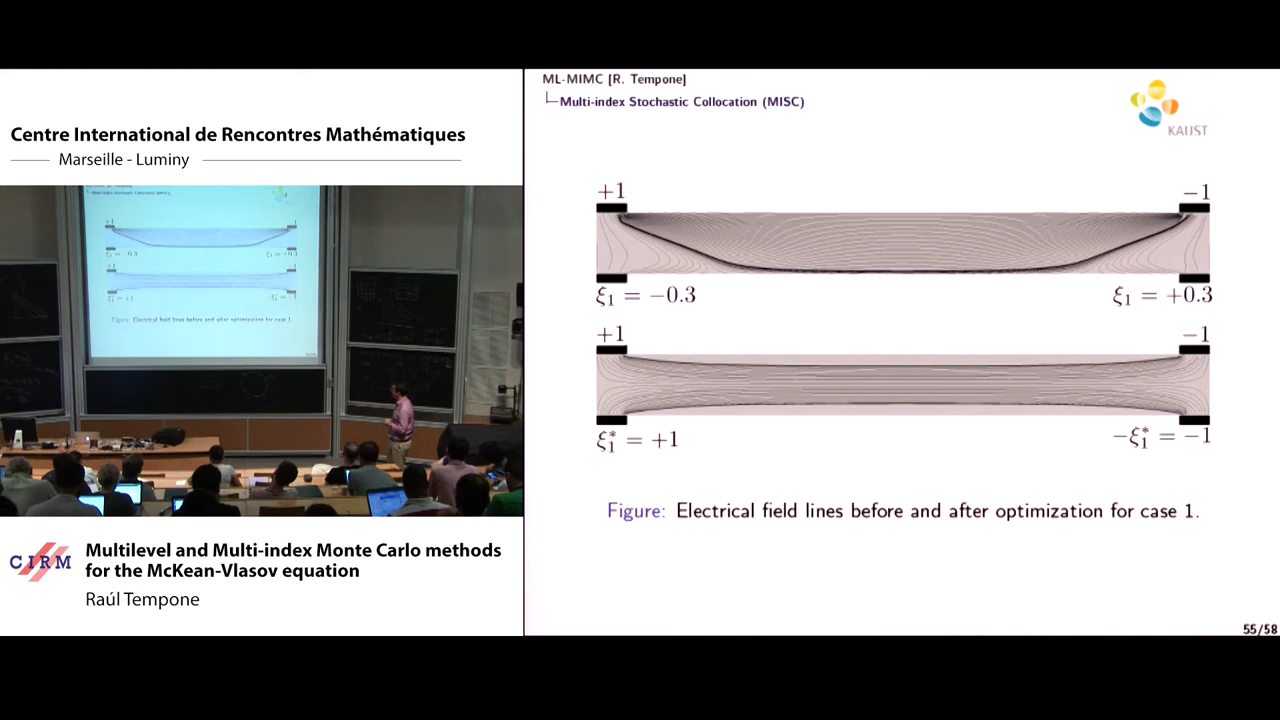 Centre International de Rencontres Mathématiques
Marseille - Luminy
CIRM
Multilevel and Multi-index Monte Carlo methods
for the McKean-Vlasov equation
Raúl Tempone
ML-MIMC [R. Tempone]
Multi-index Stochastic Collocation (MISC)
KAUST
+1 −1
ξ₁ = −0.3 ξ₁ = +0.3
+1 −1
ξ₁* = +1 −ξ₁* = −1
Figure: Electrical field lines before and after optimization for case 1.
55/58